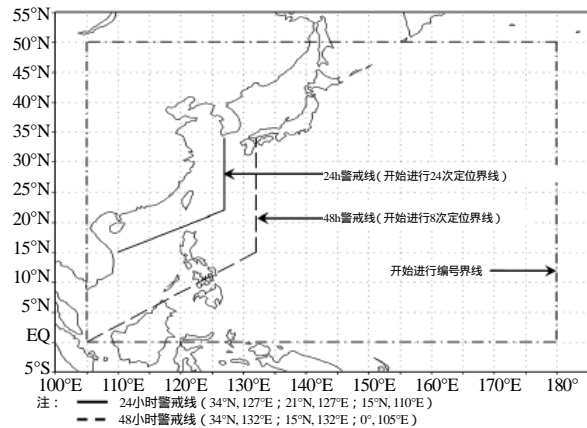 55°N
50°N
45°N
40°N
35°N
30°N
24h警戒线(开始进行24次定位界线)
25°N
20°N
48h警戒线(开始进行8次定位界线)
15°N
开始进行编号界线
10°N
5°N
EQ
5°S
100°E 110°E 120°E 130°E 140°E 150°E 160°E 170°E 180°
注: 24小时警戒线(34°N, 127°E；21°N, 127°E；15°N, 110°E)
48小时警戒线(34°N, 132°E；15°N, 132°E；0°, 105°E)